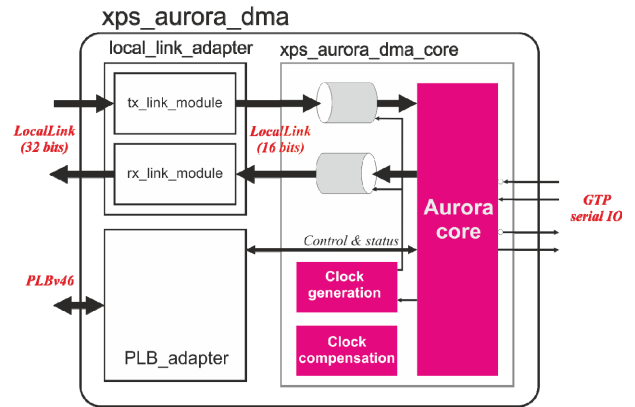 xps_aurora_dma
local_link_adapter
xps_aurora_dma_core
tx_link_module
LocalLink
(32 bits)
LocalLink
(16 bits)
rx_link_module
Aurora
core
GTP
serial IO
Control & status
PLBv46
Clock
generation
Clock
compensation
PLB_adapter